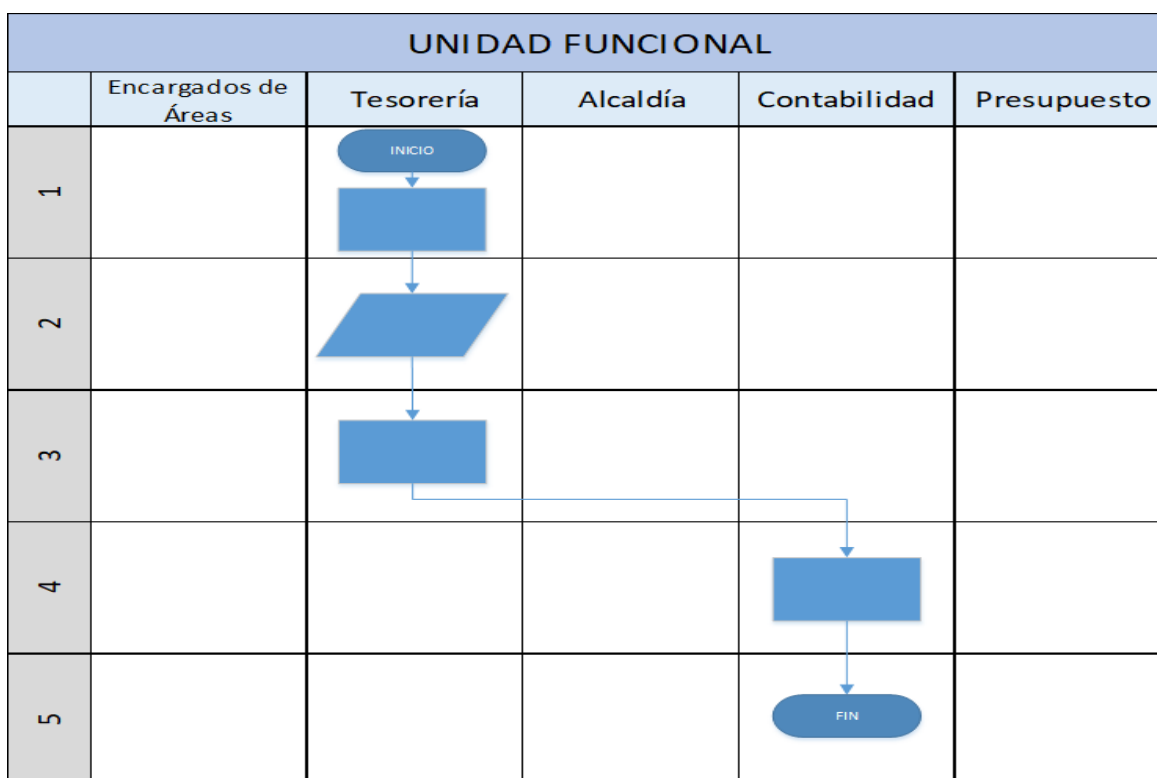 UNIDAD FUNCIONAL
Encargados de
Áreas
Tesorería
Alcaldía
Contabilidad
Presupuesto
INICIO
1
2
3
4
5
FIN